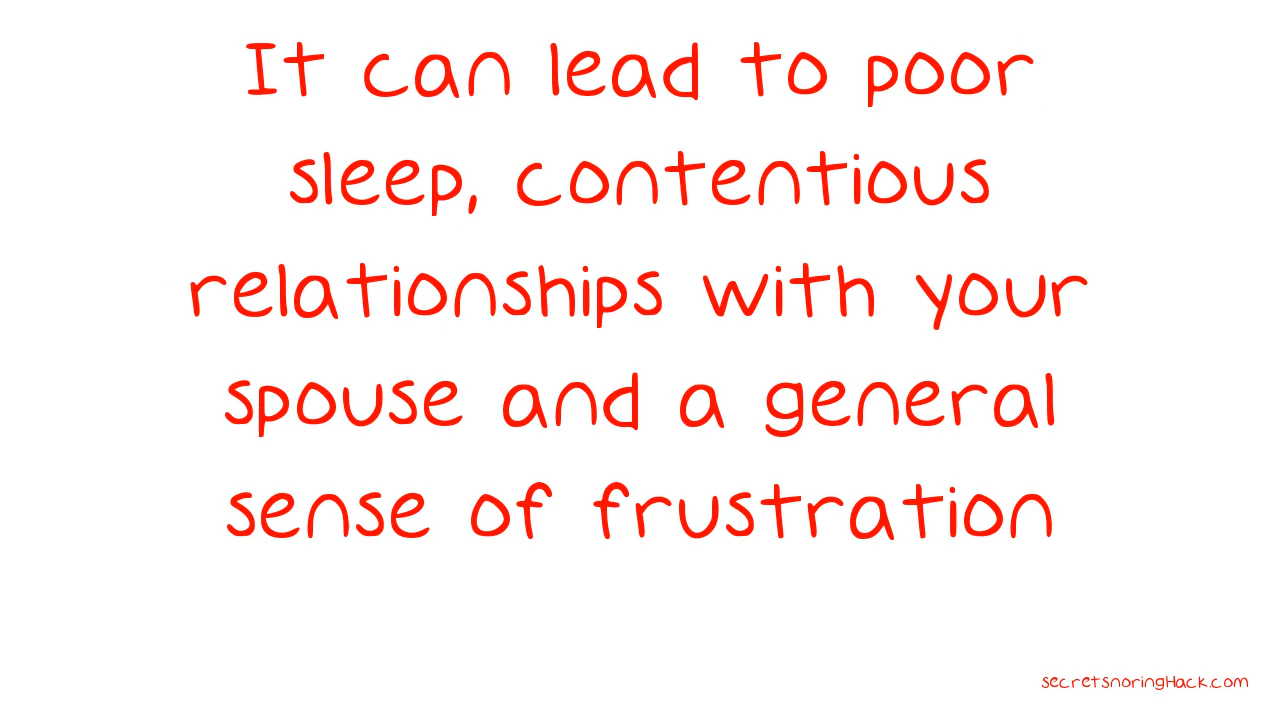 It can lead to poor
sleep, contentious
relationships with your
spouse and a general
sense of frustration
secretsnoringHack.com